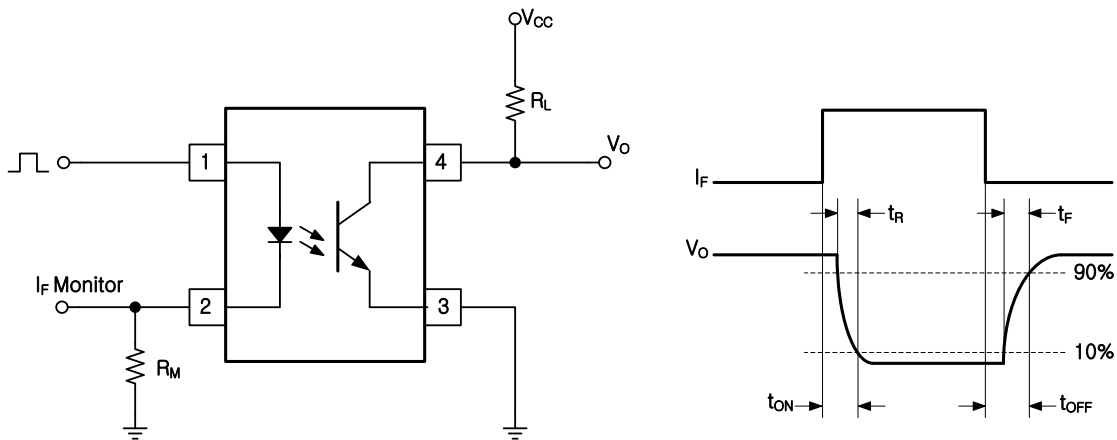 VCC
RL
VO
1
4
IF Monitor
2
3
RM
IF
tR
tF
VO
90%
10%
tON
tOFF